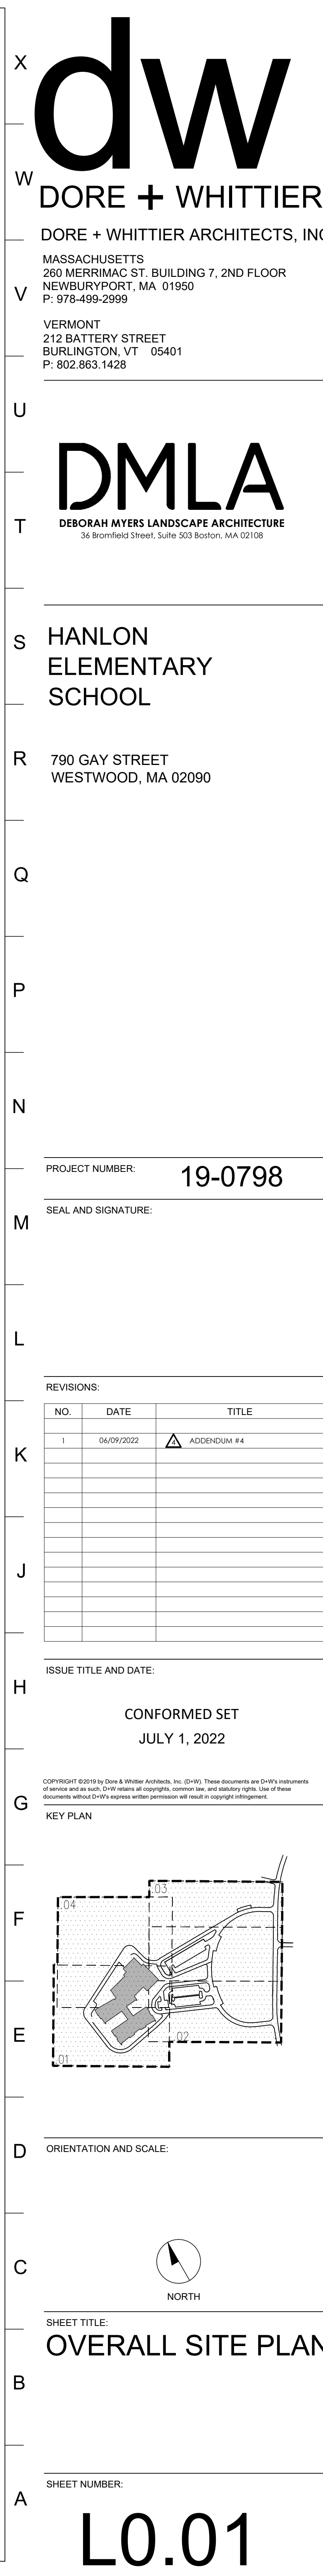 X
dw
W
DORE + WHITTIER
DORE + WHITTIER ARCHITECTS, INC
MASSACHUSETTS
260 MERRIMAC ST. BUILDING 7, 2ND FLOOR
V
NEWBURYPORT, MA 01950
P: 978-499-2999
VERMONT
212 BATTERY STREET
BURLINGTON, VT 05401
P: 802.863.1428
U
DMLA
T
DEBORAH MYERS LANDSCAPE ARCHITECTURE
36 Bromfield Street, Suite 503 Boston, MA 02108
S
HANLON
ELEMENTARY
SCHOOL
R
790 GAY STREET
WESTWOOD, MA 02090
Q
P
N
PROJECT NUMBER: 19-0798
M
SEAL AND SIGNATURE:
L
REVISIONS:
NO. DATE TITLE
1 06/09/2022 4 ADDENDUM #4
K
J
ISSUE TITLE AND DATE:
H
CONFORMED SET
JULY 1, 2022
COPYRIGHT ©2019 by Dore & Whittier Architects, Inc. (D+W). These documents are D+W's instruments
of service and as such, D+W retains all copyrights, common law, and statutory rights. Use of these
documents without D+W's express written permission will result in copyright infringement.
G
KEY PLAN
.03
.04
F
E
.02
.01
D
ORIENTATION AND SCALE:
C
NORTH
SHEET TITLE:
OVERALL SITE PLAN
B
SHEET NUMBER:
A
L0.01